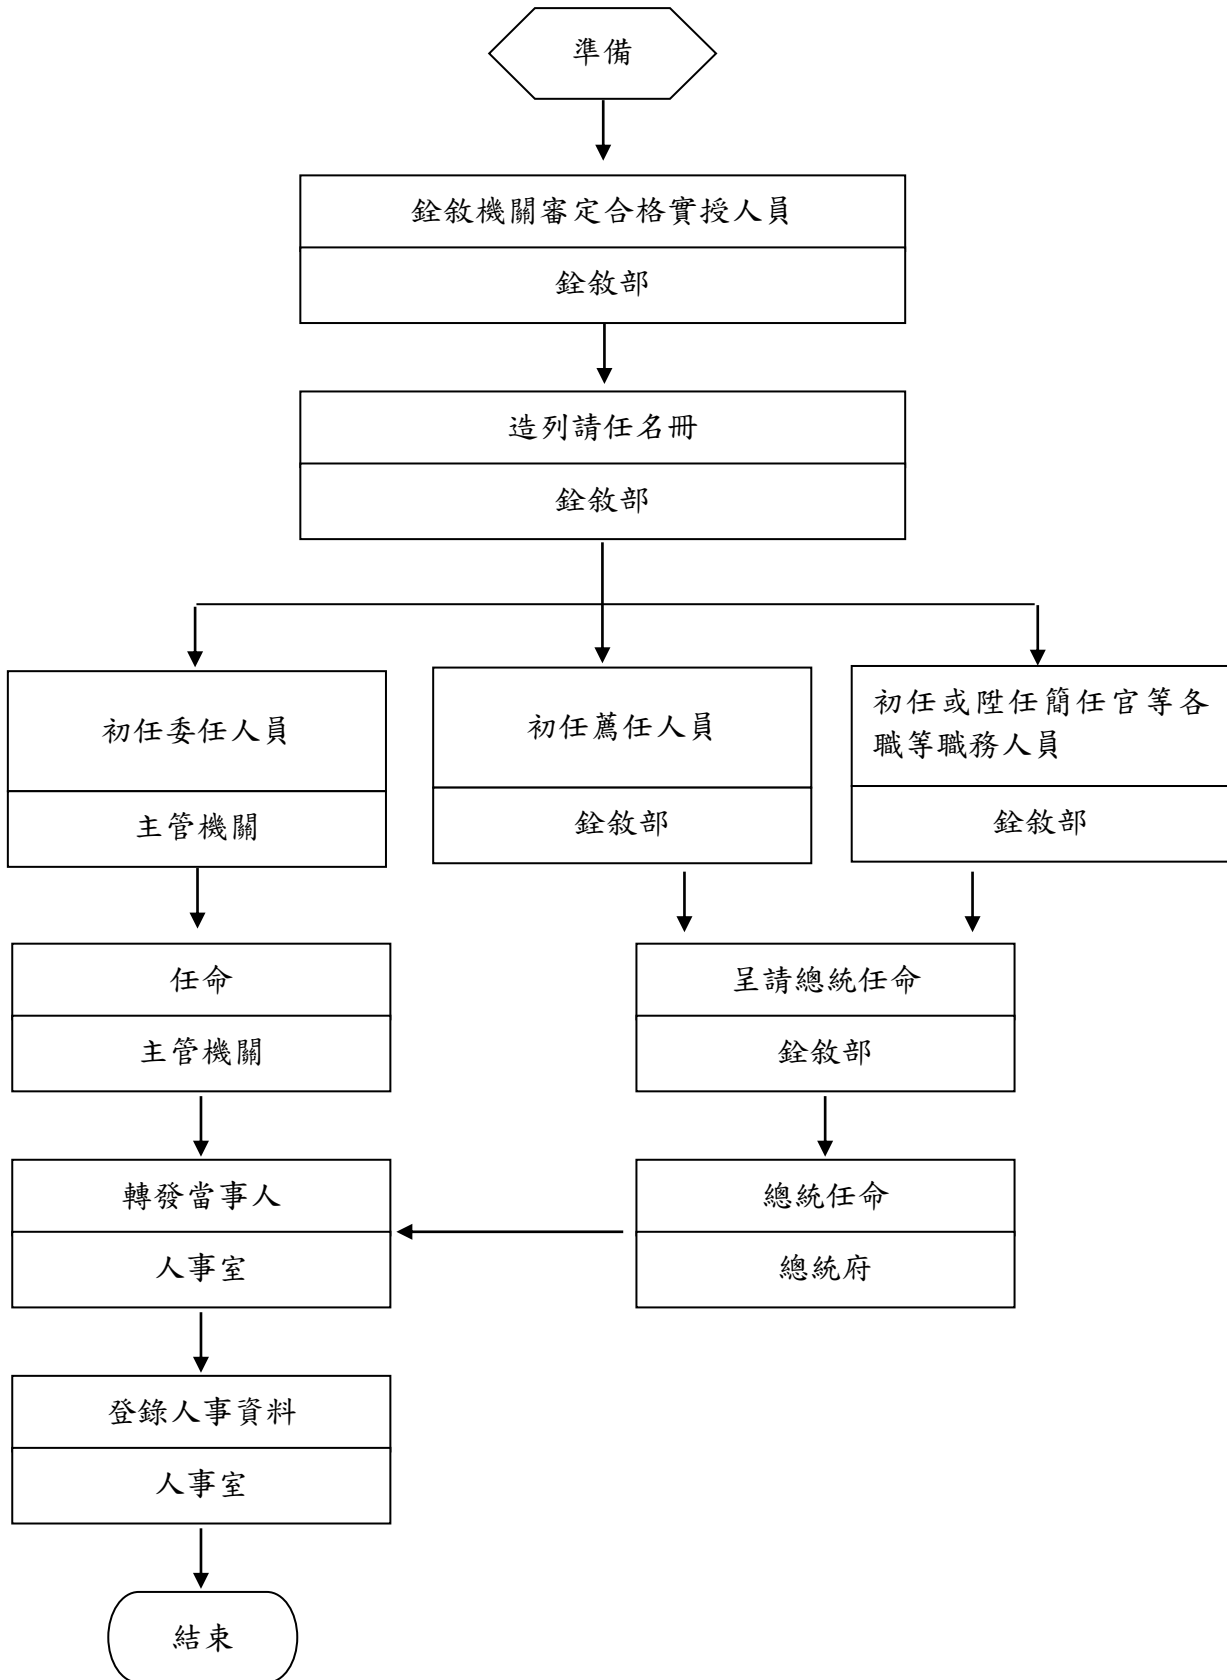 準備
銓敘機關審定合格實授人員
銓敘部
造列請任名冊
銓敘部
初任委任人員
主管機關
初任薦任人員
銓敘部
初任或陞任簡任官等各
職等職務人員
銓敘部
任命
主管機關
呈請總統任命
銓敘部
轉發當事人
人事室
總統任命
總統府
登錄人事資料
人事室
結束